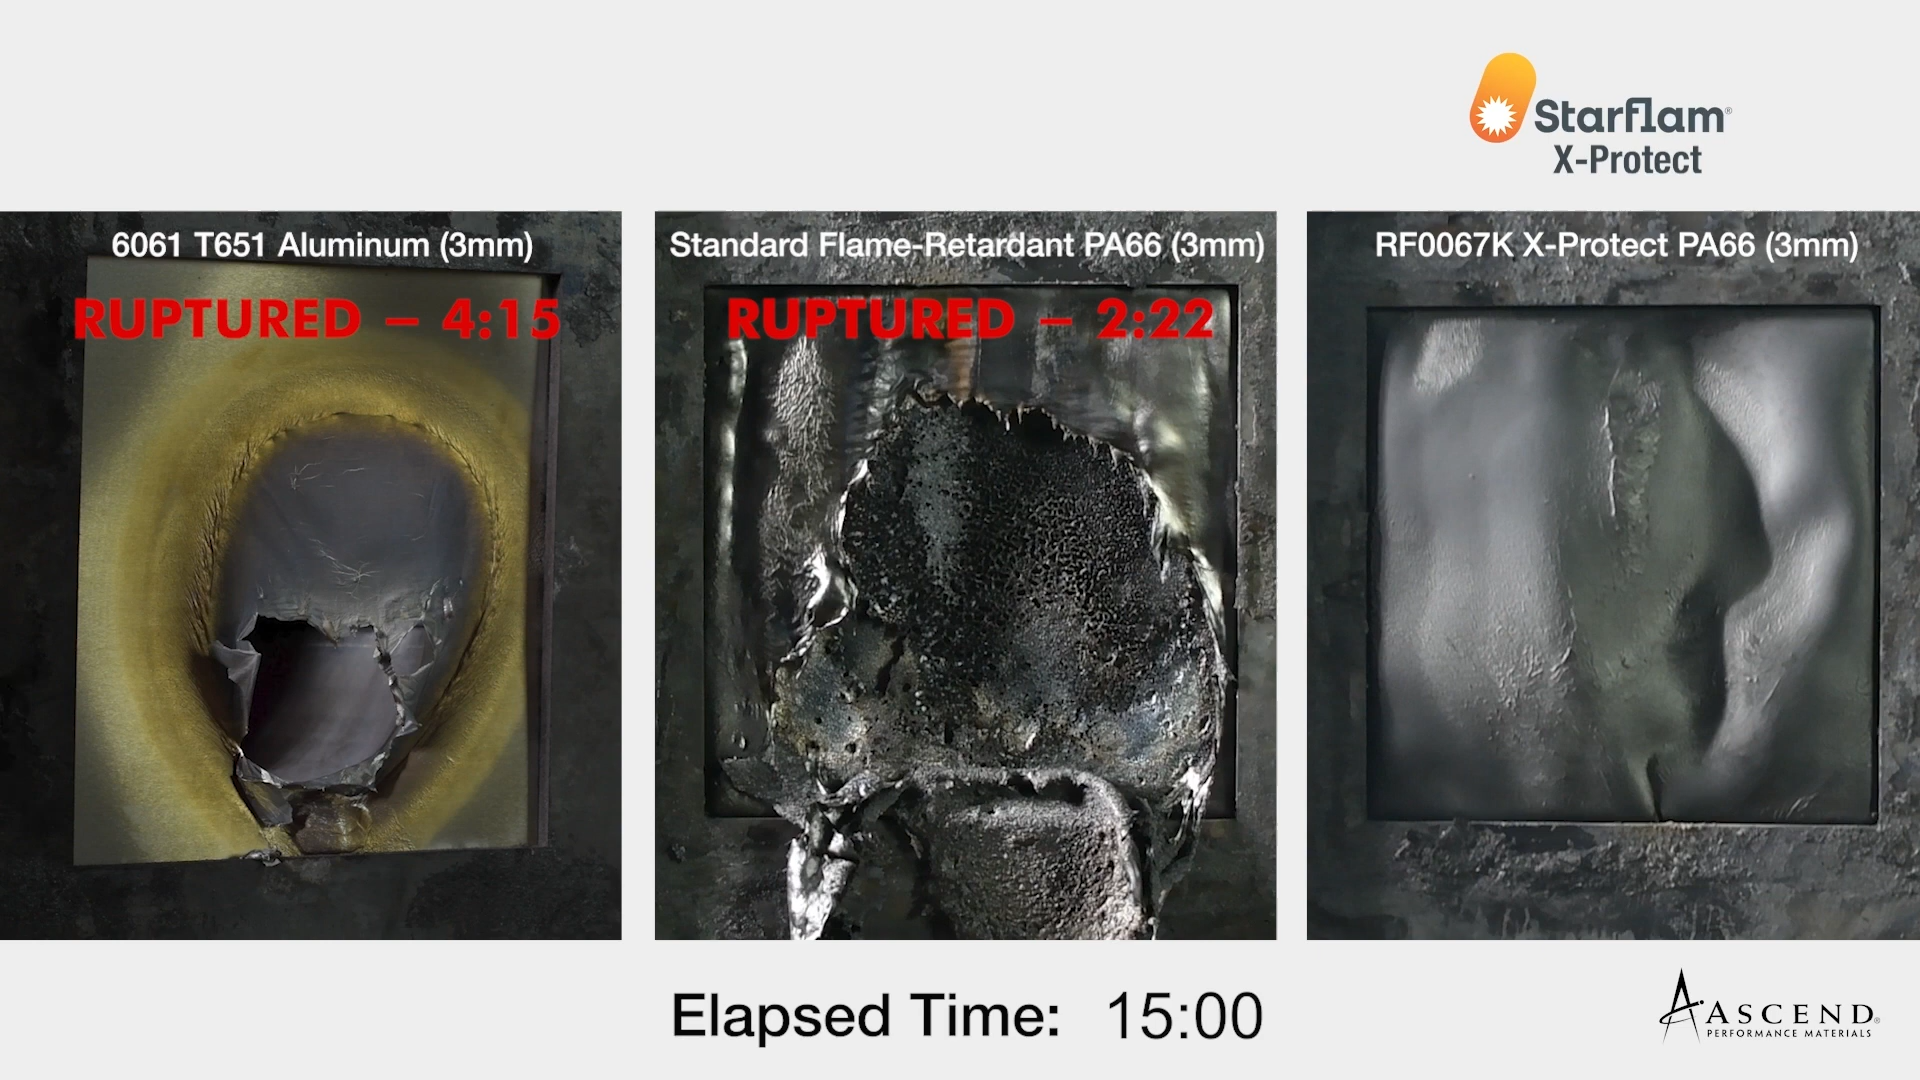 Starflam®
X-Protect
6061 T651 Aluminum (3mm)
RUPTURED – 4:15
Standard Flame-Retardant PA66 (3mm)
RUPTURED – 2:22
RF0067K X-Protect PA66 (3mm)
Elapsed Time: 15:00
ASCEND®
PERFORMANCE MATERIALS